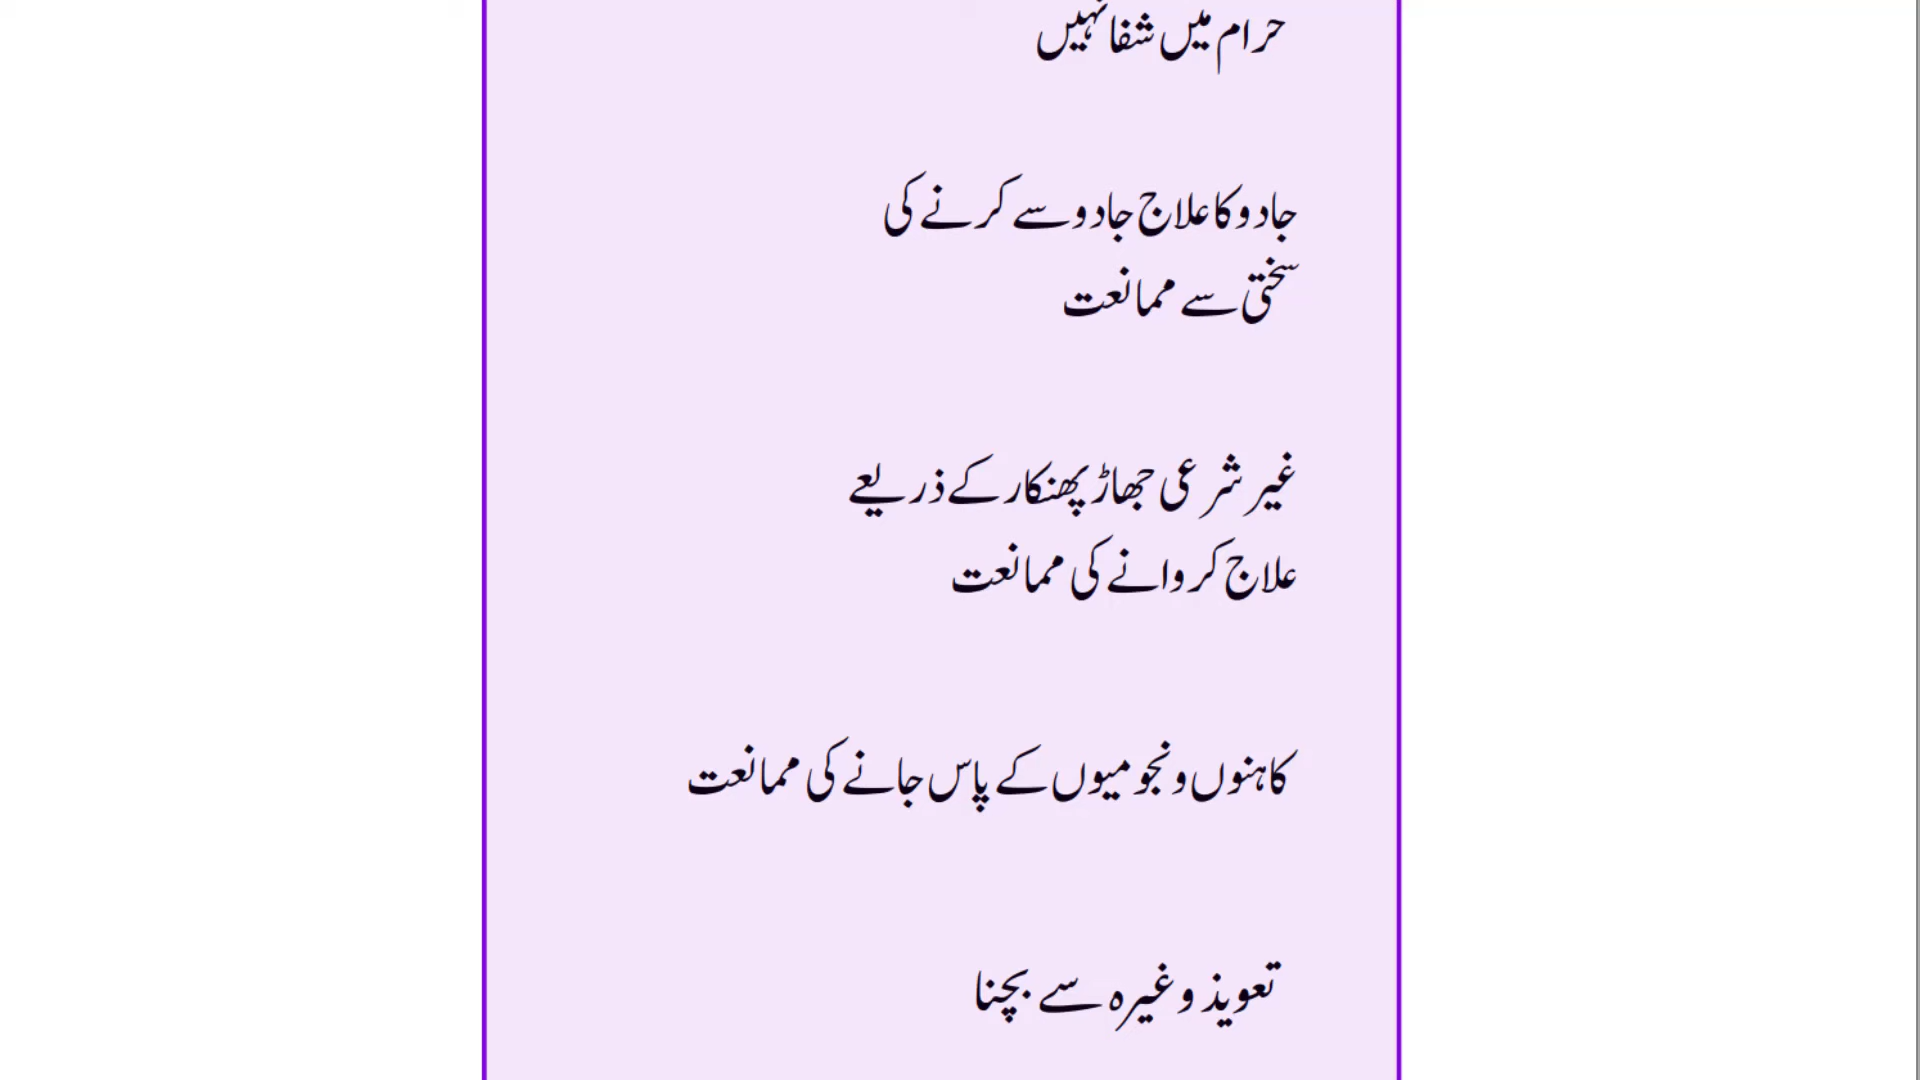 حرام میں شفا نہیں
جادو کا علاج جادو سے کرنے کی
سختی سے ممانعت
غیر شرعی جھاڑ پھنکار کے ذریعے
علاج کروانے کی ممانعت
کاہنوں و نجومیوں کے پاس جانے کی ممانعت
تعویذ وغیرہ سے بچنا